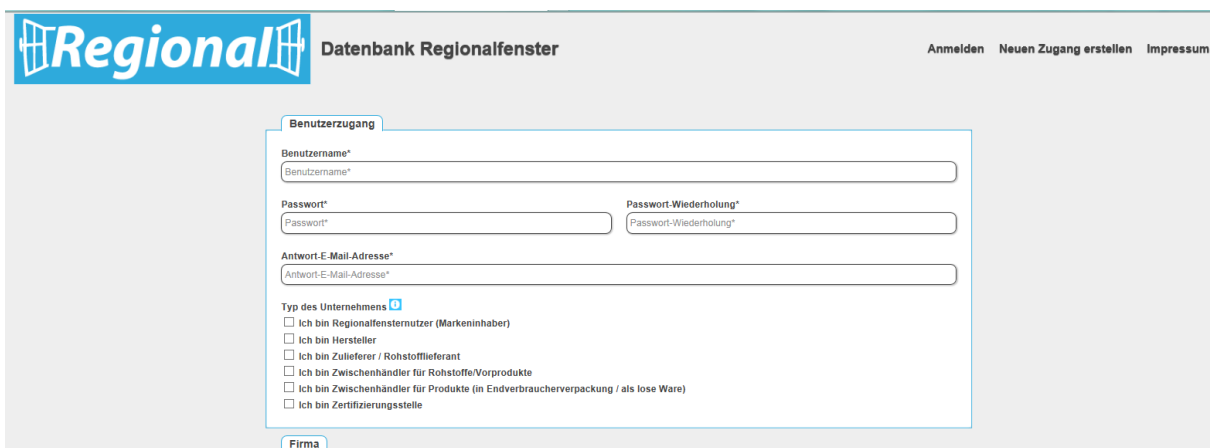 Regional
Datenbank Regionalfenster
Anmelden Neuen Zugang erstellen Impressum
Benutzerzugang
Benutzername*
Benutzername*
Passwort* Passwort-Wiederholung*
Passwort* Passwort-Wiederholung*
Antwort-E-Mail-Adresse*
Antwort-E-Mail-Adresse*
Typ des Unternehmens i
Ich bin Regionalfensternutzer (Markeninhaber)
Ich bin Hersteller
Ich bin Zulieferer / Rohstofflieferant
Ich bin Zwischenhändler für Rohstoffe/Vorprodukte
Ich bin Zwischenhändler für Produkte (in Endverbraucherverpackung / als lose Ware)
Ich bin Zertifizierungsstelle
Firma